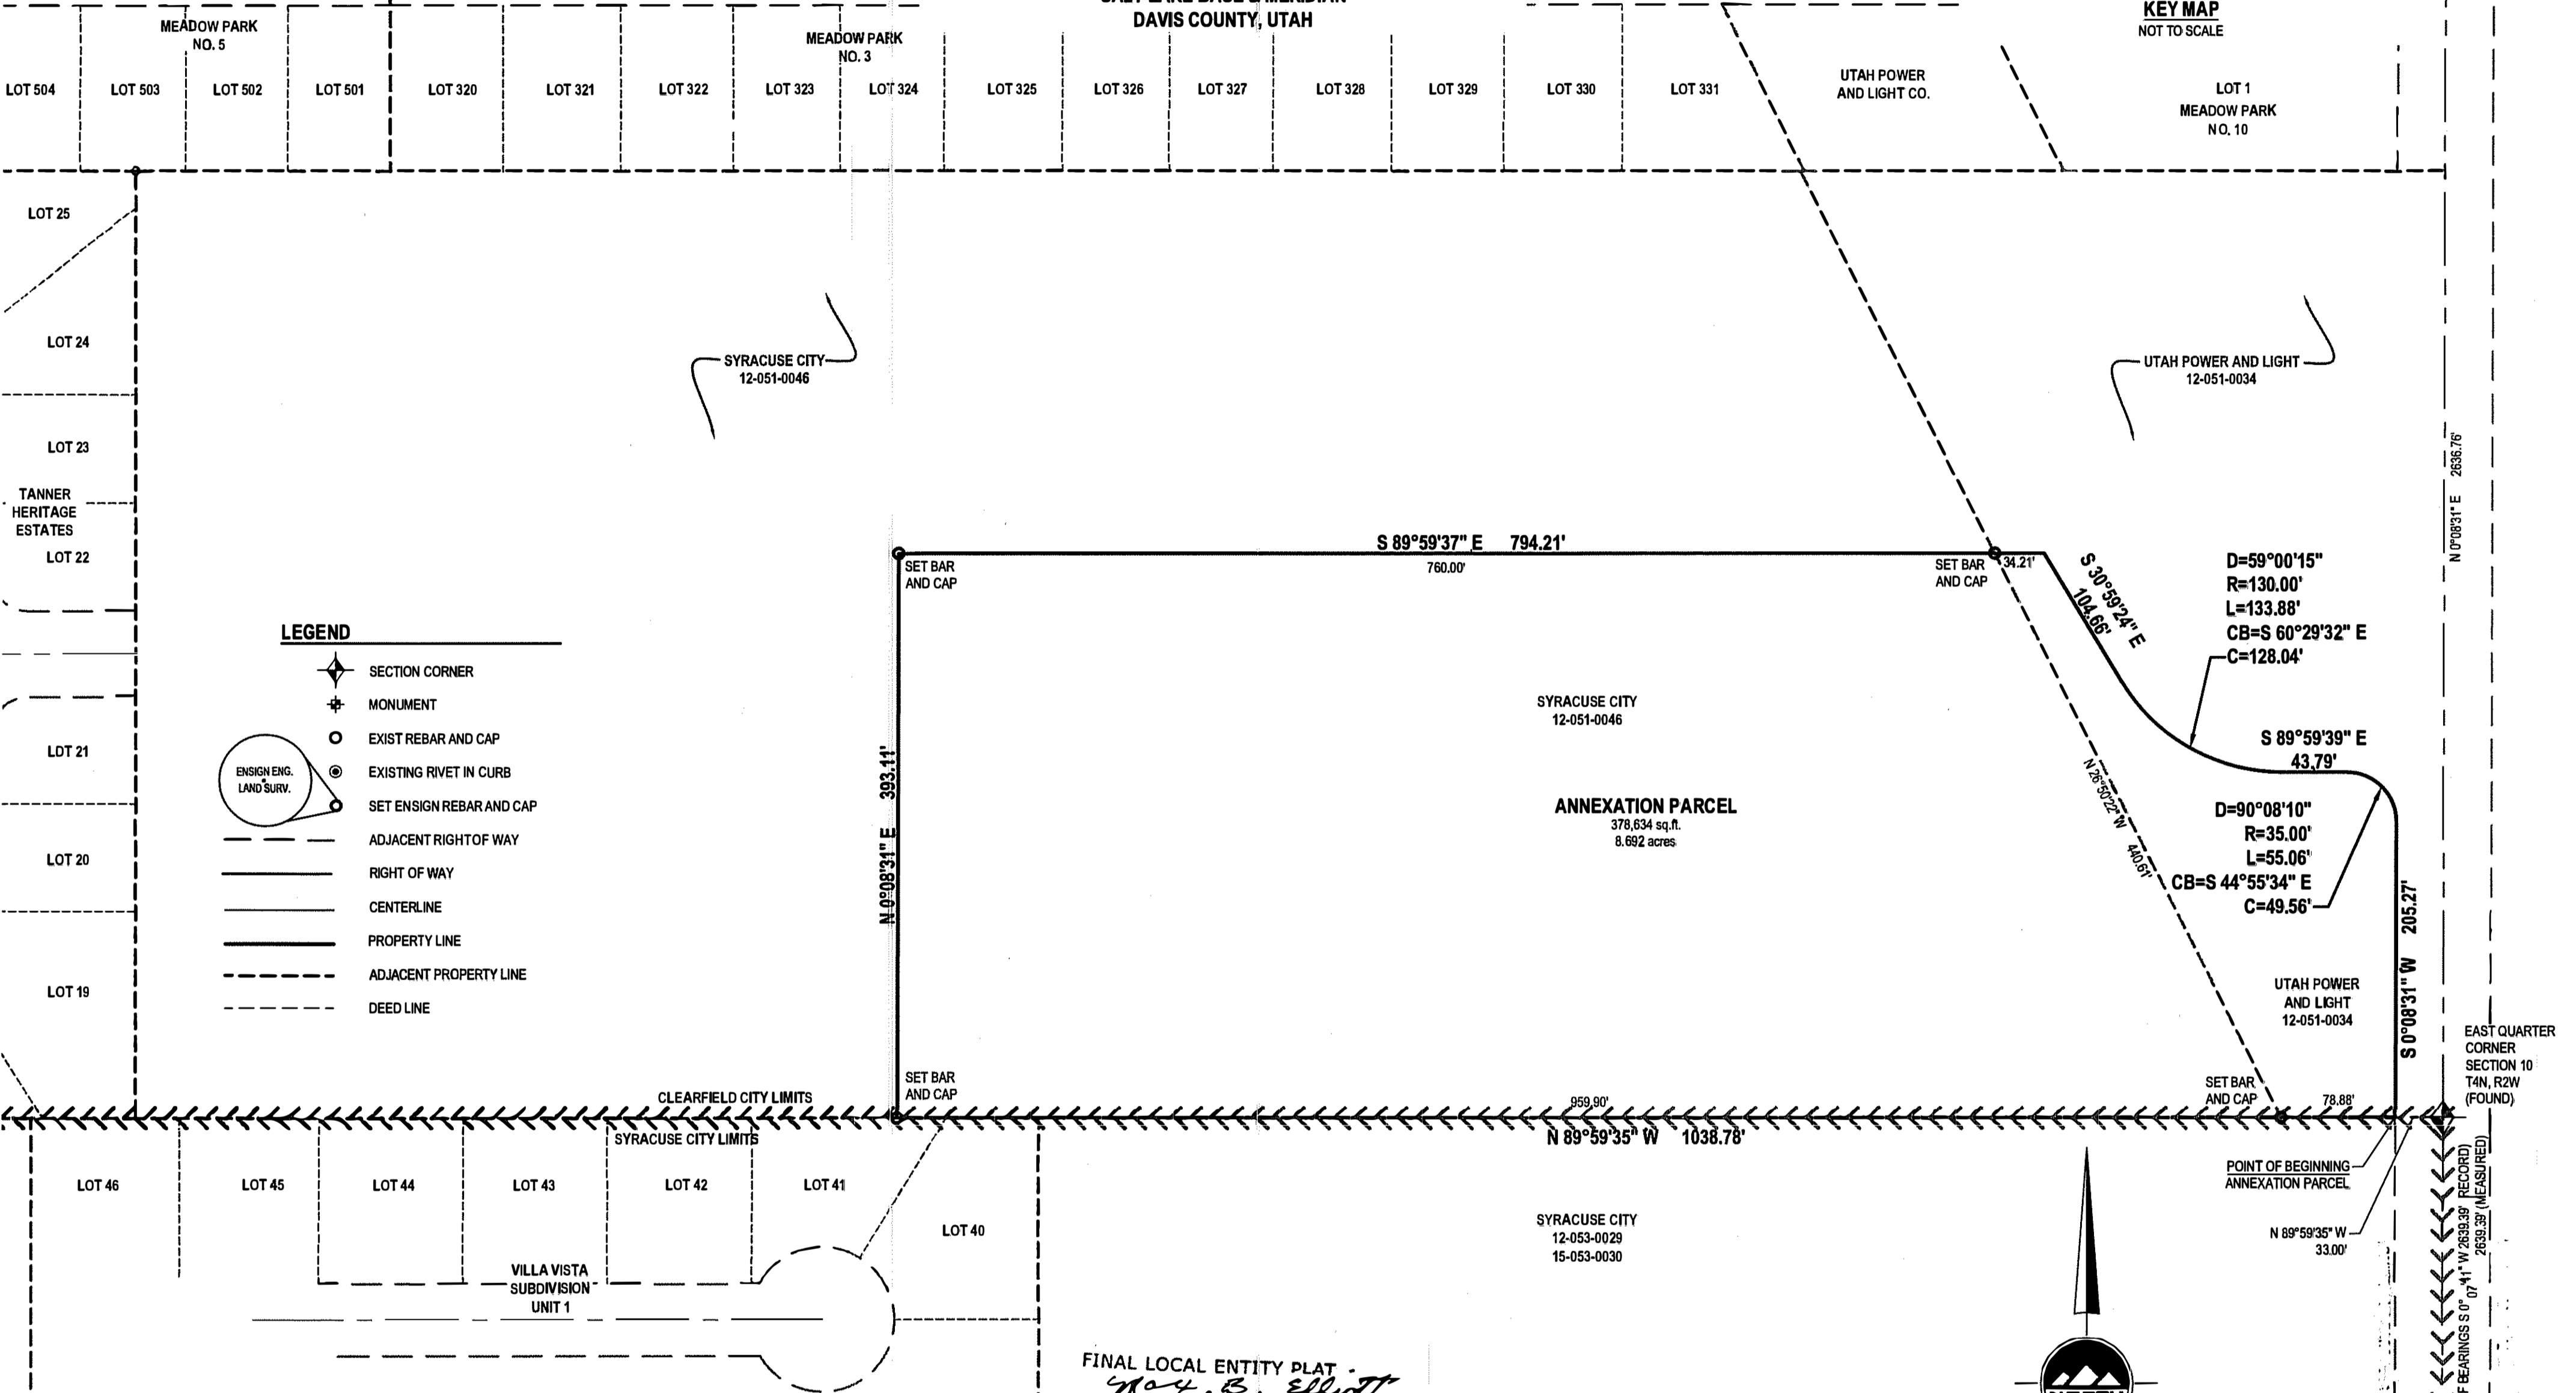 DAVIS COUNTY, UTAH
KEY MAP
NOT TO SCALE
MEADOW PARK
NO. 5
MEADOW PARK
NO. 3
LOT 504
LOT 503
LOT 502
LOT 501
LOT 320
LOT 321
LOT 322
LOT 323
LOT 324
LOT 325
LOT 326
LOT 327
LOT 328
LOT 329
LOT 330
LOT 331
UTAH POWER
AND LIGHT CO.
LOT 1
MEADOW PARK
NO. 10
LOT 25
LOT 24
LOT 23
TANNER
HERITAGE
ESTATES
LOT 22
LOT 21
LOT 20
LOT 19
SYRACUSE CITY
12-051-0046
UTAH POWER AND LIGHT
12-051-0034
N 0°08'31" E 2636.76'
S 89°59'37" E 794.21'
760.00'
34.21'
SET BAR
AND CAP
SET BAR
AND CAP
S 30°59'24" E
104.66'
D=59°00'15"
R=130.00'
L=133.88'
CB=S 60°29'32" E
C=128.04'
S 89°59'39" E
43.79'
D=90°08'10"
R=35.00'
L=55.06'
CB=S 44°55'34" E
C=49.56'
N 26°50'22" W 440.61'
S 0°08'31" W 205.27'
LEGEND
SECTION CORNER
MONUMENT
EXIST REBAR AND CAP
EXISTING RIVET IN CURB
ENSIGN ENG.
LAND SURV.
SET ENSIGN REBAR AND CAP
ADJACENT RIGHT OF WAY
RIGHT OF WAY
CENTERLINE
PROPERTY LINE
ADJACENT PROPERTY LINE
DEED LINE
N 0°08'31" E 393.11'
SYRACUSE CITY
12-051-0046
ANNEXATION PARCEL
378,634 sq.ft.
8.692 acres
UTAH POWER
AND LIGHT
12-051-0034
EAST QUARTER
CORNER
SECTION 10
T4N, R2W
(FOUND)
SET BAR
AND CAP
SET BAR
AND CAP
CLEARFIELD CITY LIMITS
SYRACUSE CITY LIMITS
959.90'
78.88'
N 89°59'35" W 1038.78'
POINT OF BEGINNING
ANNEXATION PARCEL
N 89°59'35" W
33.00'
BEARINGS S 0° 07'41" W 2639.39' RECORD)
2639.39' (MEASURED)
LOT 46
LOT 45
LOT 44
LOT 43
LOT 42
LOT 41
LOT 40
VILLA VISTA
SUBDIVISION
UNIT 1
SYRACUSE CITY
12-053-0029
15-053-0030
FINAL LOCAL ENTITY PLAT -
Max B. Elliott